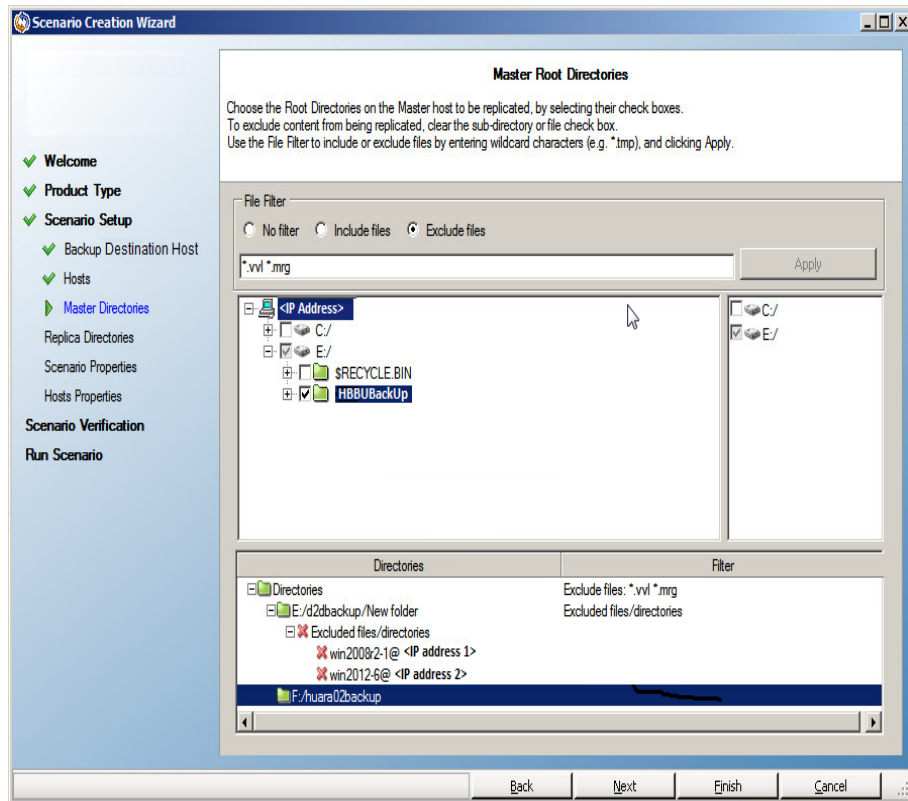 Scenario Creation Wizard
Master Root Directories
Choose the Root Directories on the Master host to be replicated, by selecting their check boxes.
To exclude content from being replicated, clear the sub-directory or file check box.
Use the File Filter to include or exclude files by entering wildcard characters (e.g. *.tmp), and clicking Apply.
Welcome
Product Type
Scenario Setup
Backup Destination Host
Hosts
Master Directories
Replica Directories
Scenario Properties
Hosts Properties
Scenario Verification
Run Scenario
File Filter
No filter Include files Exclude files
*.vvl *.mrg Apply
<IP Address>
C:/
E:/
$RECYCLE.BIN
HBBUBackUp
C:/
E:/
Directories Filter
Directories Exclude files: *.vvl *.mrg
E:/d2dbackup/New folder Excluded files/directories
Excluded files/directories
win2008r2-1@ <IP address 1>
win2012-6@ <IP address 2>
F:/huara02backup
Back Next Finish Cancel